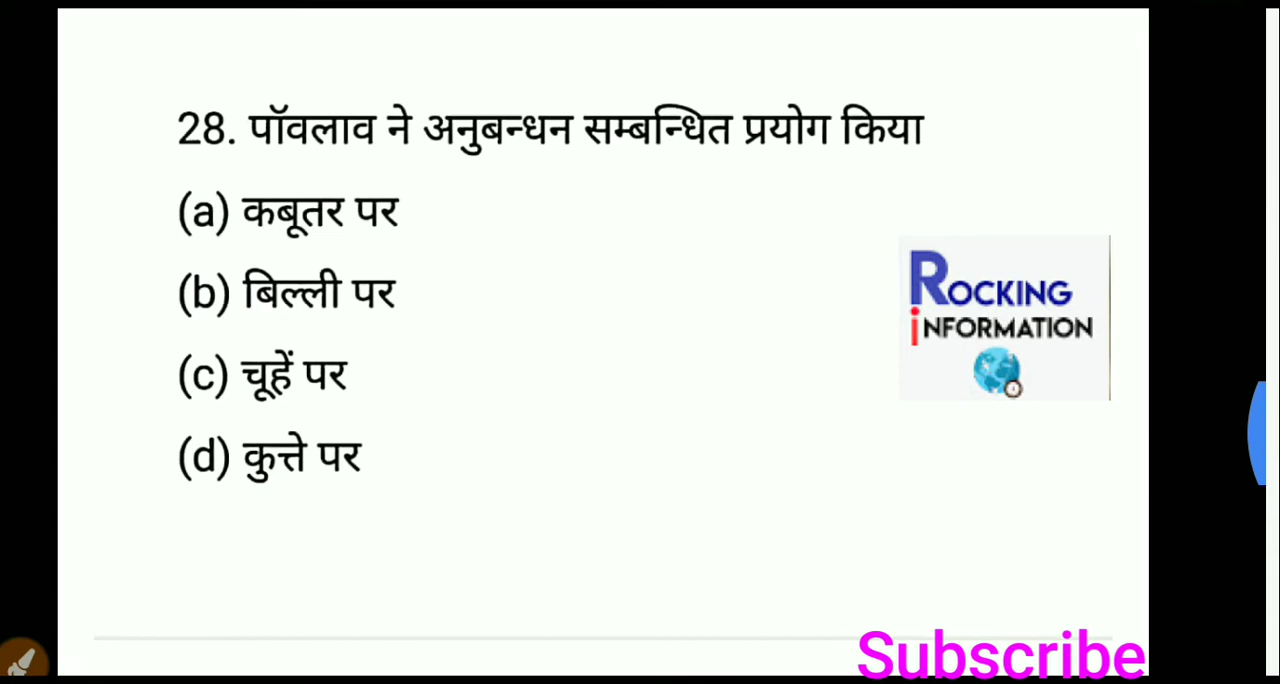 28. पॉवलाव ने अनुबन्धन सम्बन्धित प्रयोग किया
(a) कबूतर पर
(b) बिल्ली पर
(c) चूहें पर
(d) कुत्ते पर
ROCKING
iNFORMATION
Subscribe